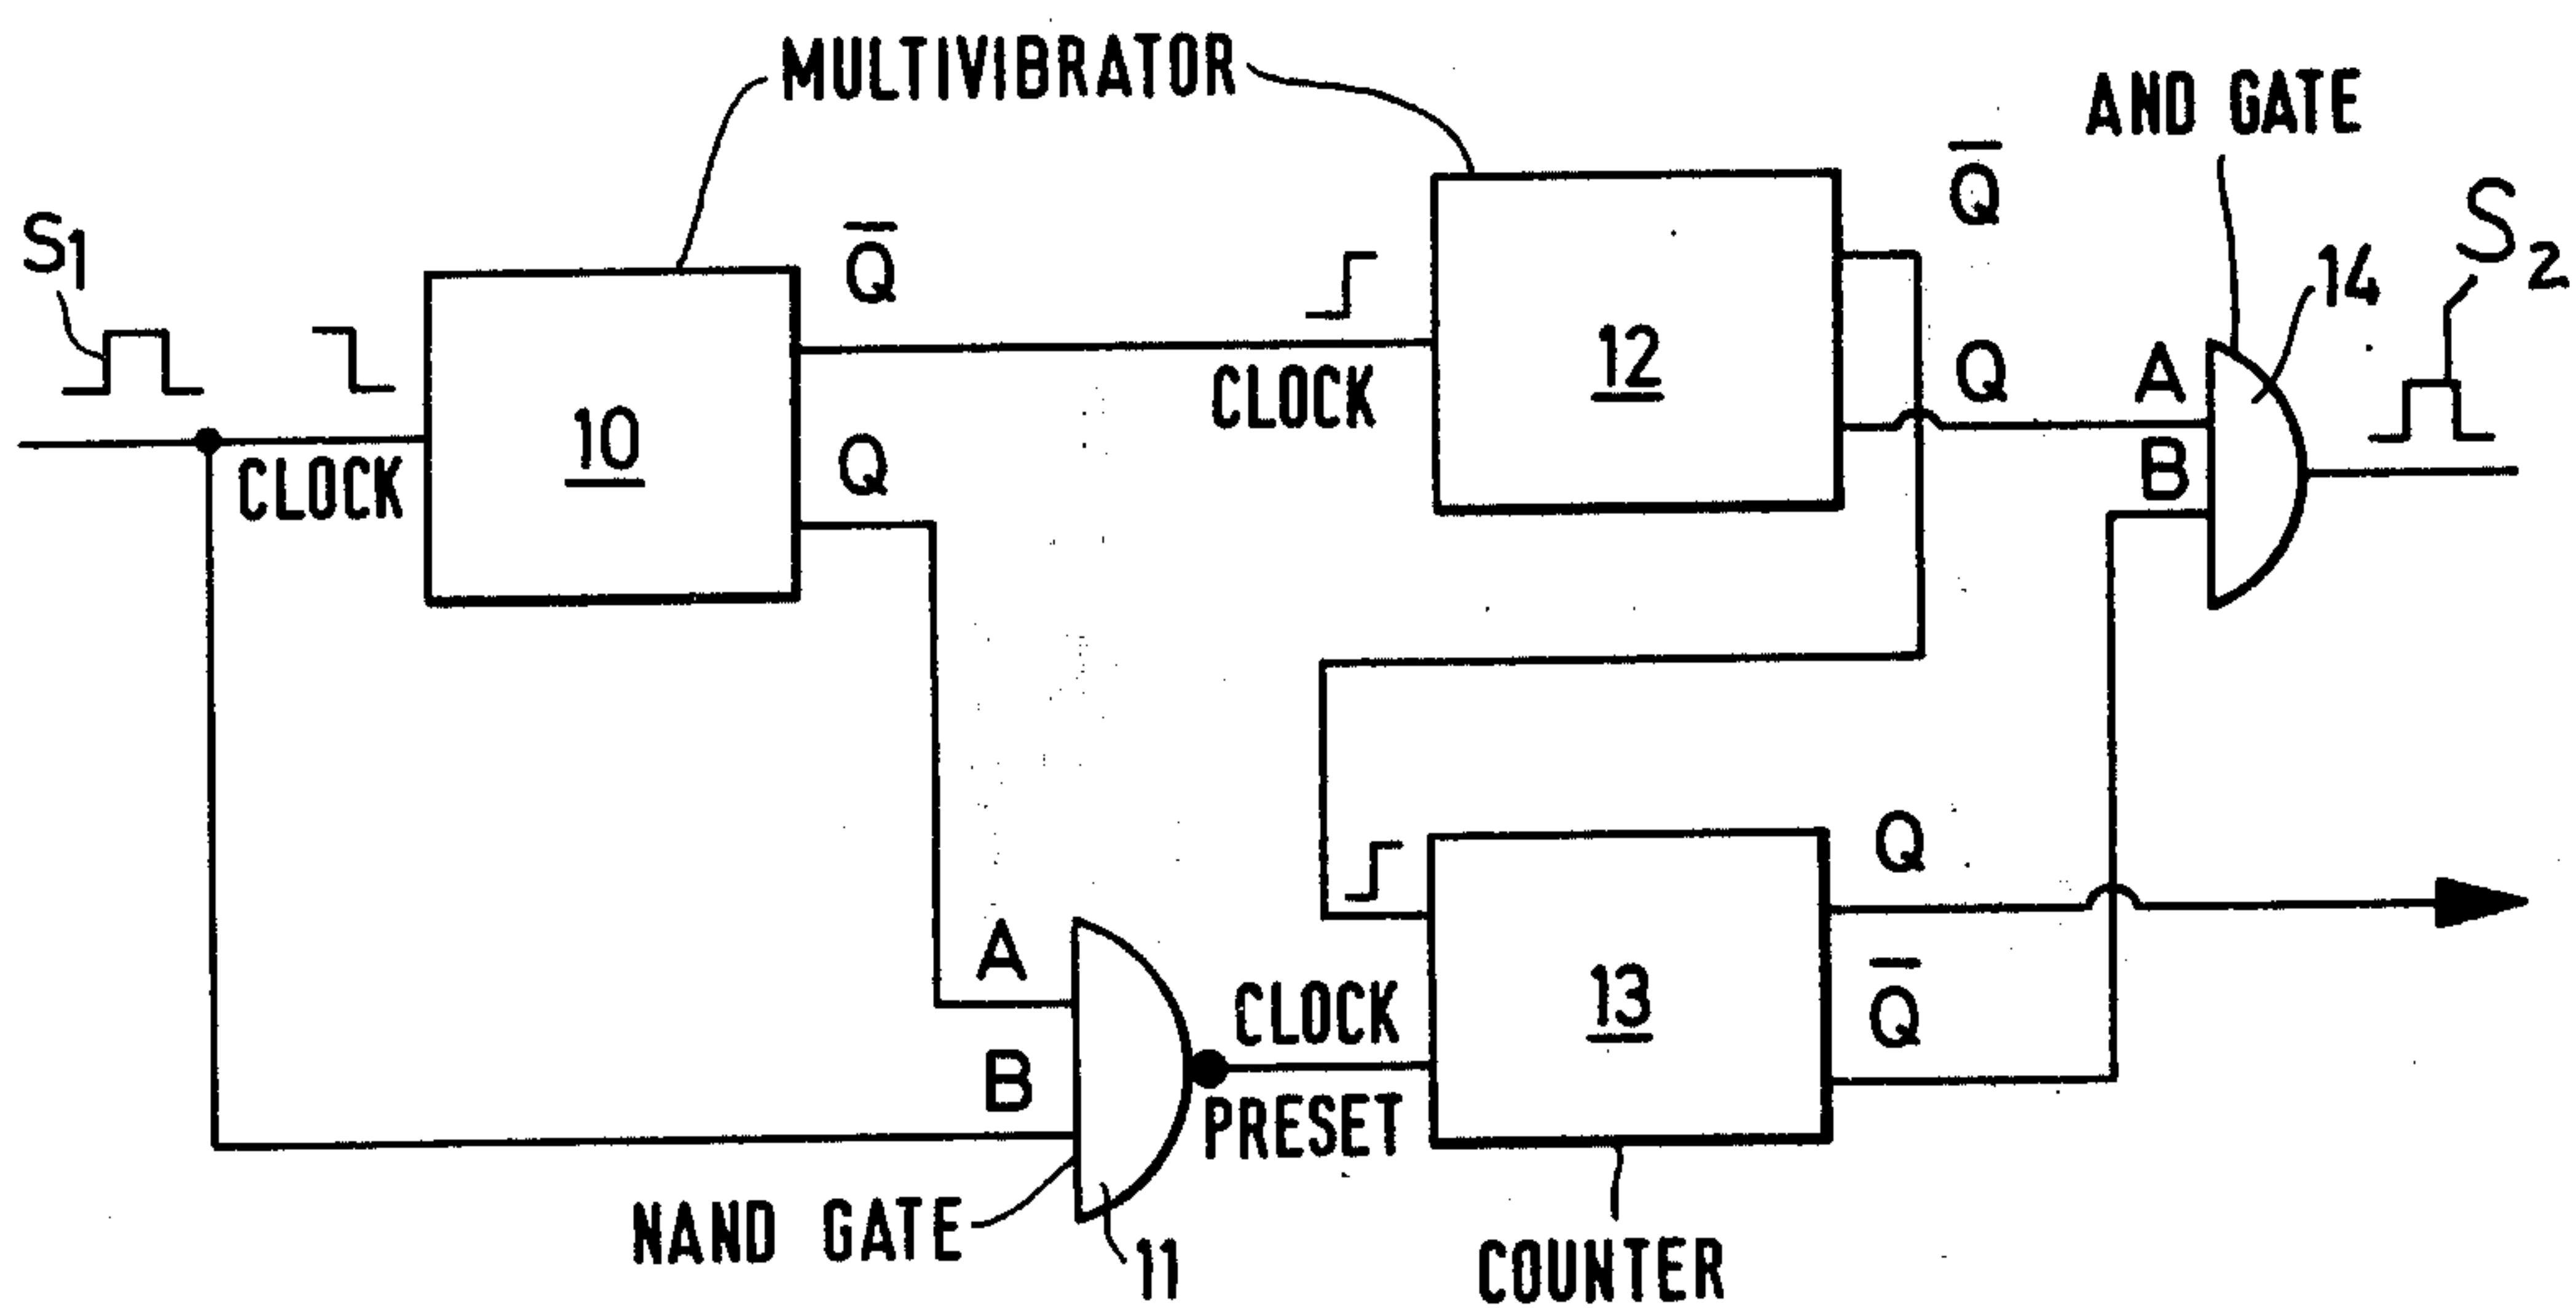 MULTIVIBRATOR
AND GATE
S1
Q̅
Q̅
S2
14
12
CLOCK
Q
A
10
CLOCK
Q
B
Q
A
CLOCK
13
Q̅
B
PRESET
NAND GATE
11
COUNTER